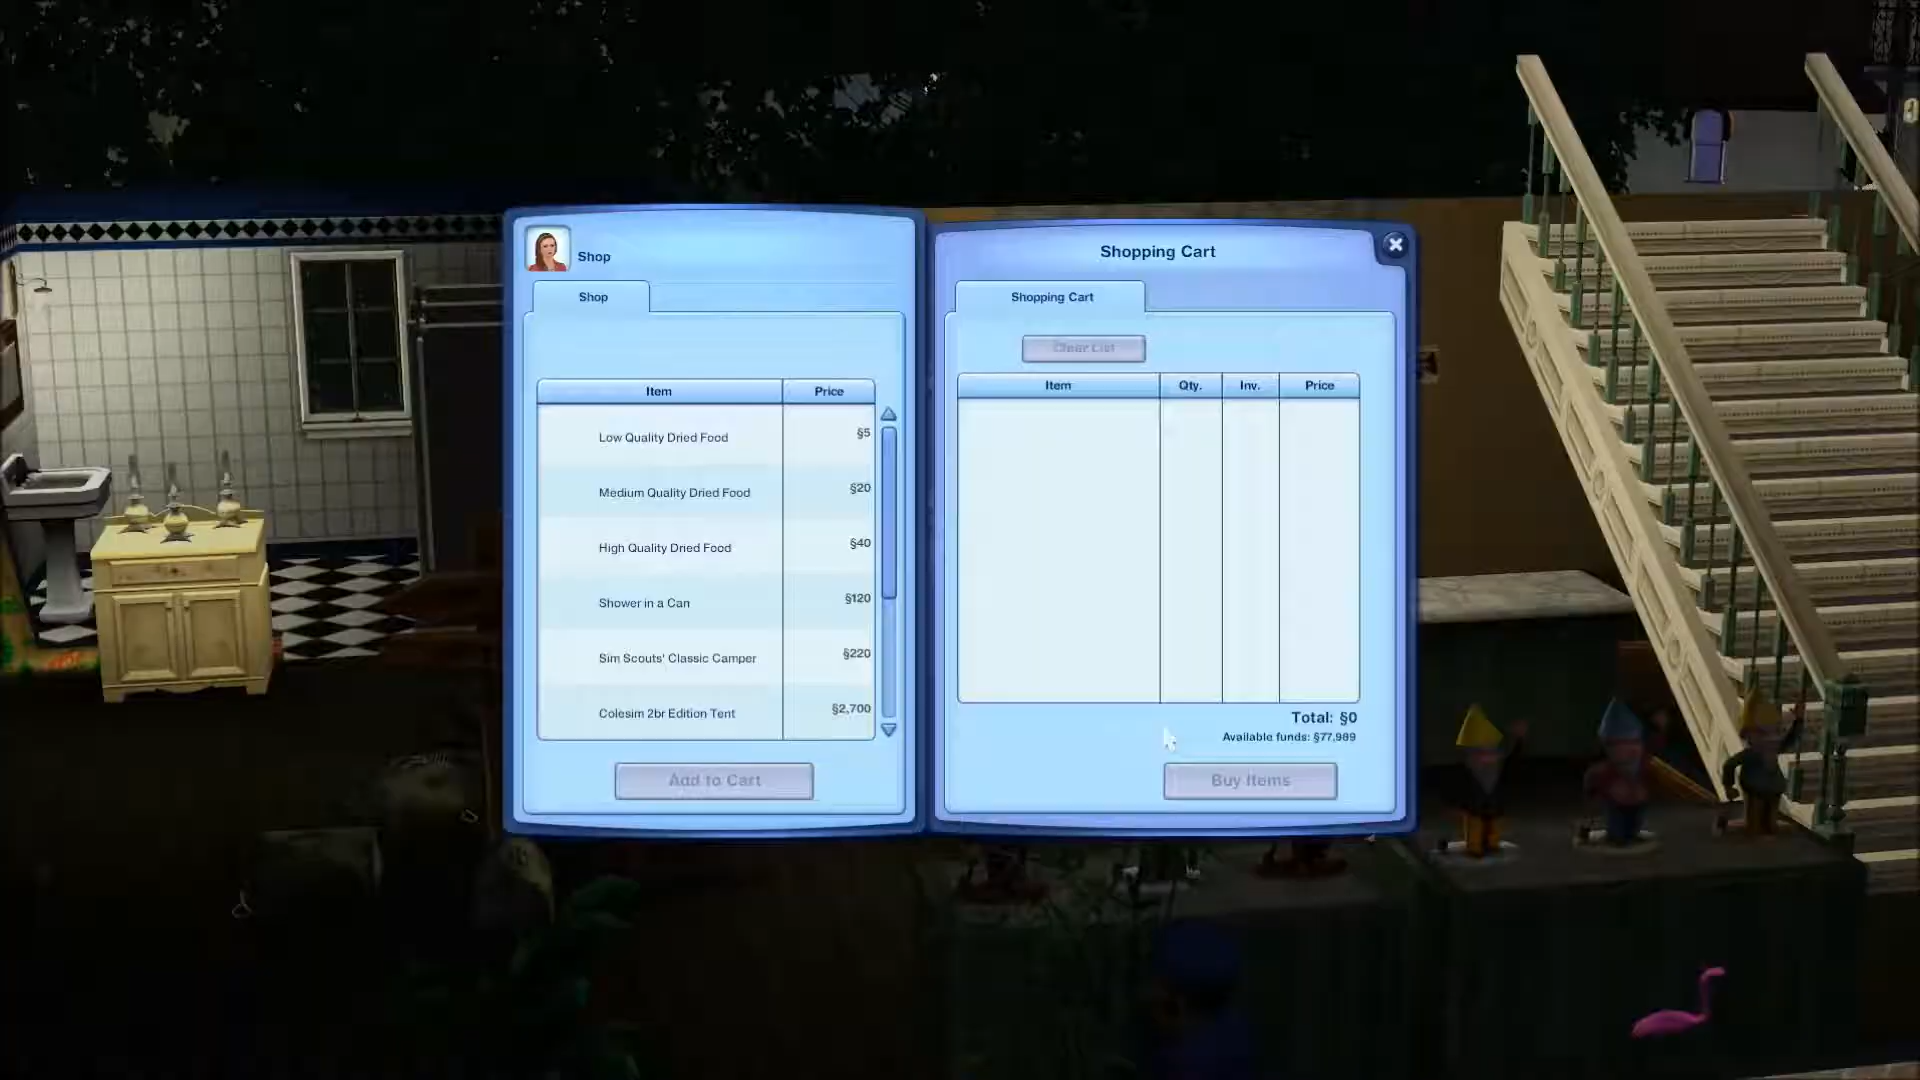 Shop
Shop
Item Price
Low Quality Dried Food §5
Medium Quality Dried Food §20
High Quality Dried Food §40
Shower in a Can §120
Sim Scouts' Classic Camper §220
Colesim 2br Edition Tent §2,700
Add to Cart
Shopping Cart
Shopping Cart
Clear List
Item Qty. Inv. Price
Total: §0
Available funds: §77,989
Buy Items